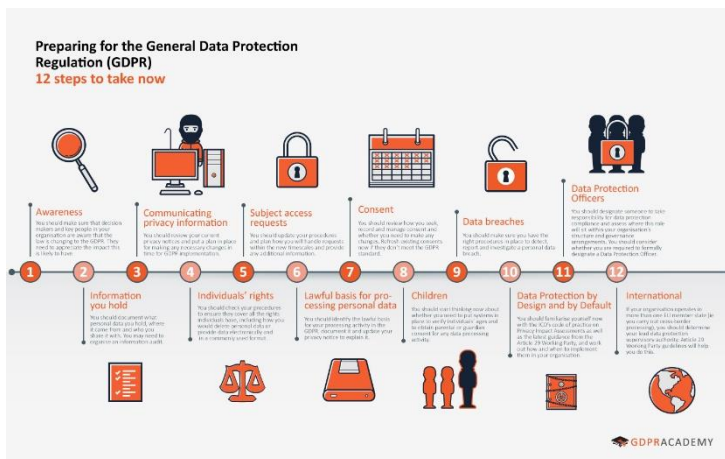 Preparing for the General Data Protection
Regulation (GDPR)
12 steps to take now
Awareness
You should make sure that decision
makers and key people in your
organisation are aware that the
law is changing to the GDPR. They
need to appreciate the impact this
is likely to have.
1
2
Information
you hold
You should document what
personal data you hold, where
it came from and who you
share it with. You may need to
organise an information audit.
Communicating
privacy information
You should review your current
privacy notices and put a plan in place
for making any necessary changes in
time for GDPR implementation.
3
4
Individuals' rights
You should check your procedures
to ensure they cover all the rights
individuals have, including how you
would delete personal data or
provide data electronically and
in a commonly used format.
Subject access
requests
You should update your procedures
and plan how you will handle requests
within the new timescales and provide
any additional information.
5
6
Lawful basis for pro-
cessing personal data
You should identify the lawful basis
for your processing activity in the
GDPR, document it and update your
privacy notice to explain it.
Consent
You should review how you seek,
record and manage consent and
whether you need to make any
changes. Refresh existing consents
now if they don't meet the GDPR
standard.
7
8
Children
You should start thinking now about
whether you need to put systems in
place to verify individuals' ages and
to obtain parental or guardian
consent for any data processing
activity.
Data breaches
You should make sure you have the
right procedures in place to detect,
report and investigate a personal data
breach.
9
10
Data Protection by
Design and by Default
You should familiarise yourself now
with the ICO's code of practice on
Privacy Impact Assessments as well
as the latest guidance from the
Article 29 Working Party, and work
out how and when to implement
them in your organisation.
Data Protection
Officers
You should designate someone to take
responsibility for data protection
compliance and assess where this role
will sit within your organisation's
structure and governance
arrangements. You should consider
whether you are required to formally
designate a Data Protection Officer.
11
12
International
If your organisation operates in
more than one EU member state (ie
you carry out cross-border
processing), you should determine
your lead data protection
supervisory authority. Article 29
Working Party guidelines will help
you do this.
GDPRACADEMY